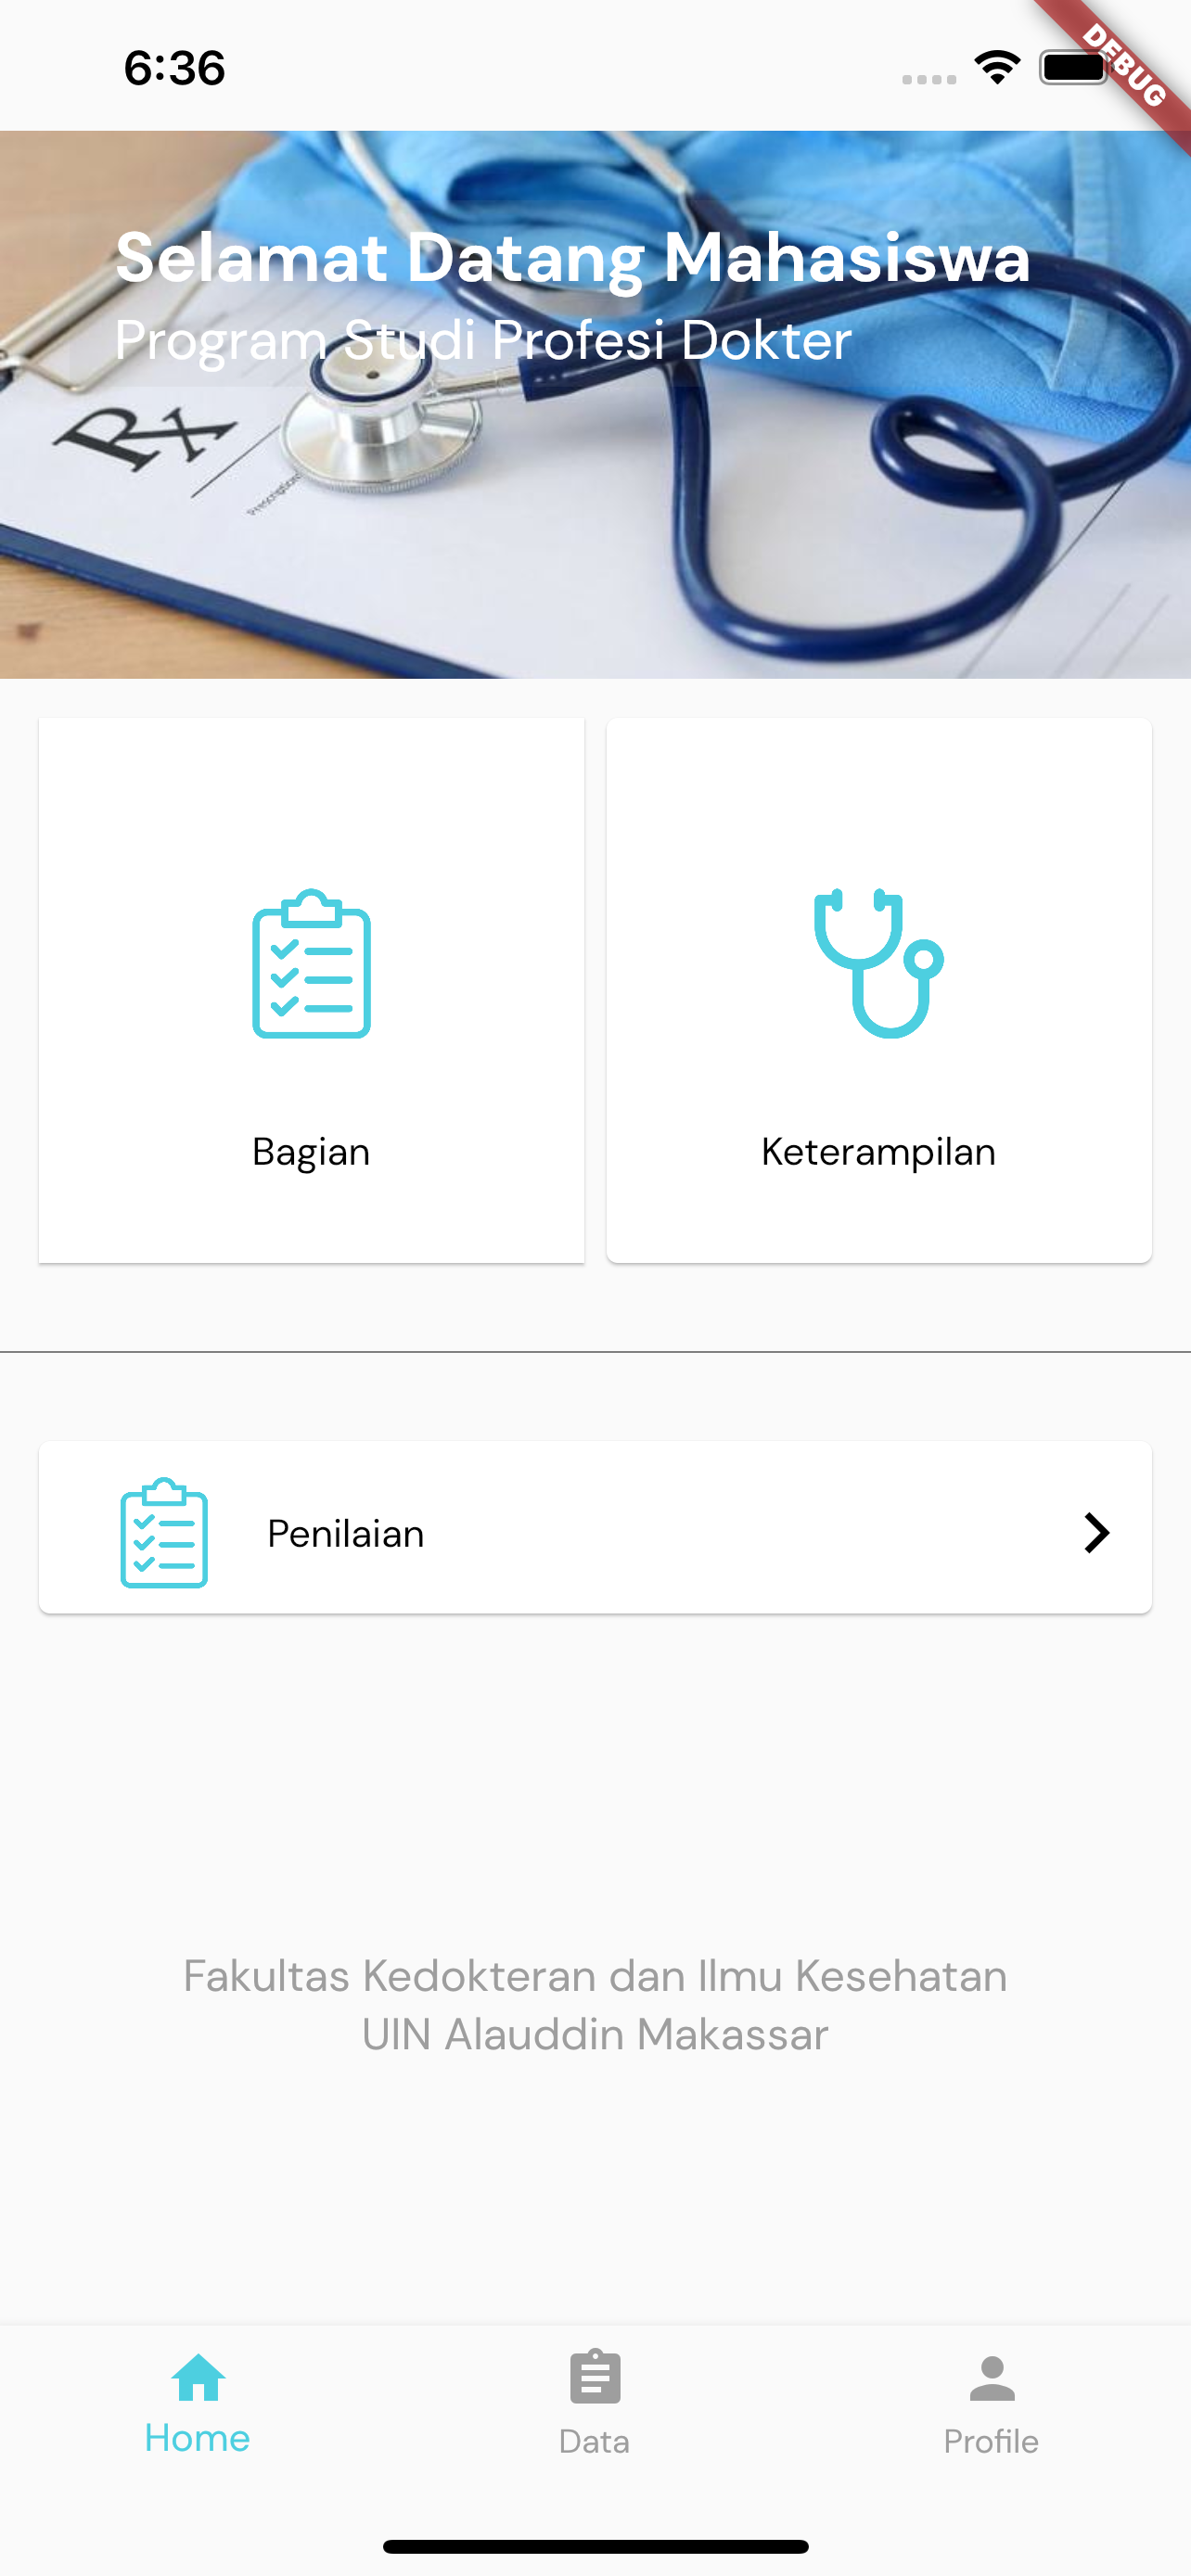 6:36
DEBUG
Selamat Datang Mahasiswa
Program Studi Profesi Dokter
Rx
Prescription
Bagian
Keterampilan
Penilaian
Fakultas Kedokteran dan Ilmu Kesehatan
UIN Alauddin Makassar
Home
Data
Profile